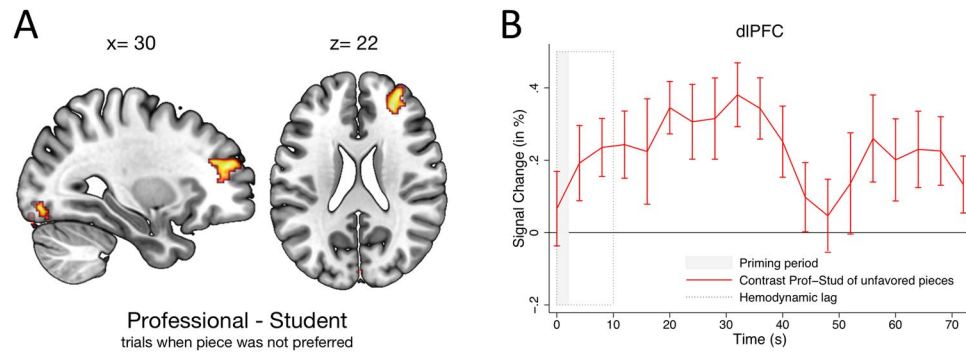 A
x= 30
z= 22
Professional - Student
trials when piece was not preferred
B
dlPFC
Signal Change (in %)
.4
0.2
0
-.2
Priming period
Contrast Prof-Stud of unfavored pieces
Hemodynamic lag
0 10 20 30 40 50 60 70
Time (s)